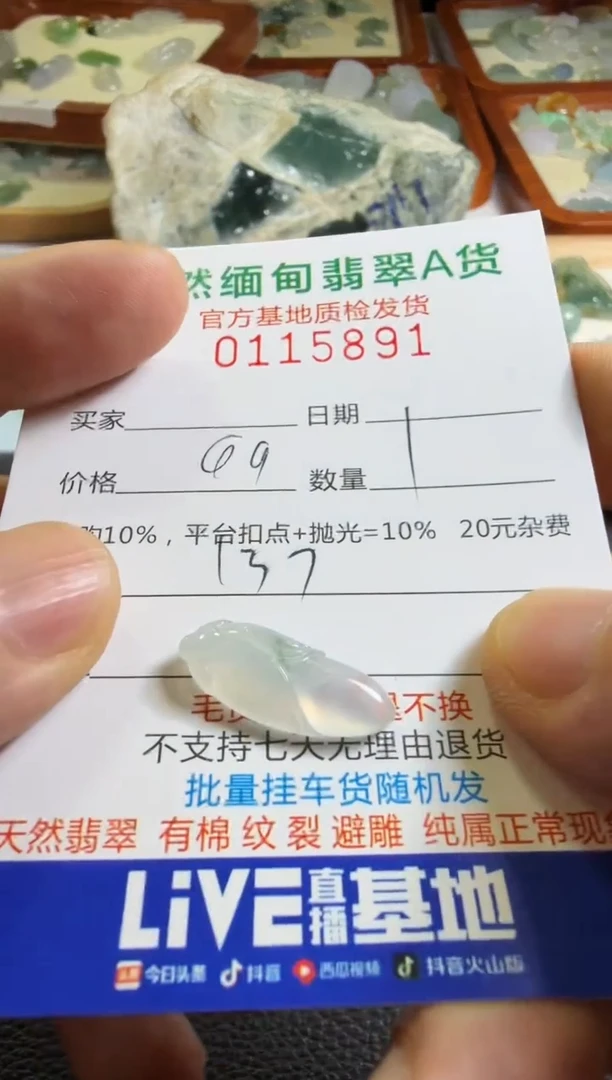 然缅甸翡翠A货
官方基地质检发货
0115891
买家 日期
价格 69 数量 1
购10%，平台扣点+抛光=10% 20元杂费
137
不换
不支持七天无理由退货
批量挂车货随机发
天然翡翠 有棉 纹 裂 避雕 纯属正常现
LiVE直播基地
今日头条 抖音 西瓜视频 抖音火山版